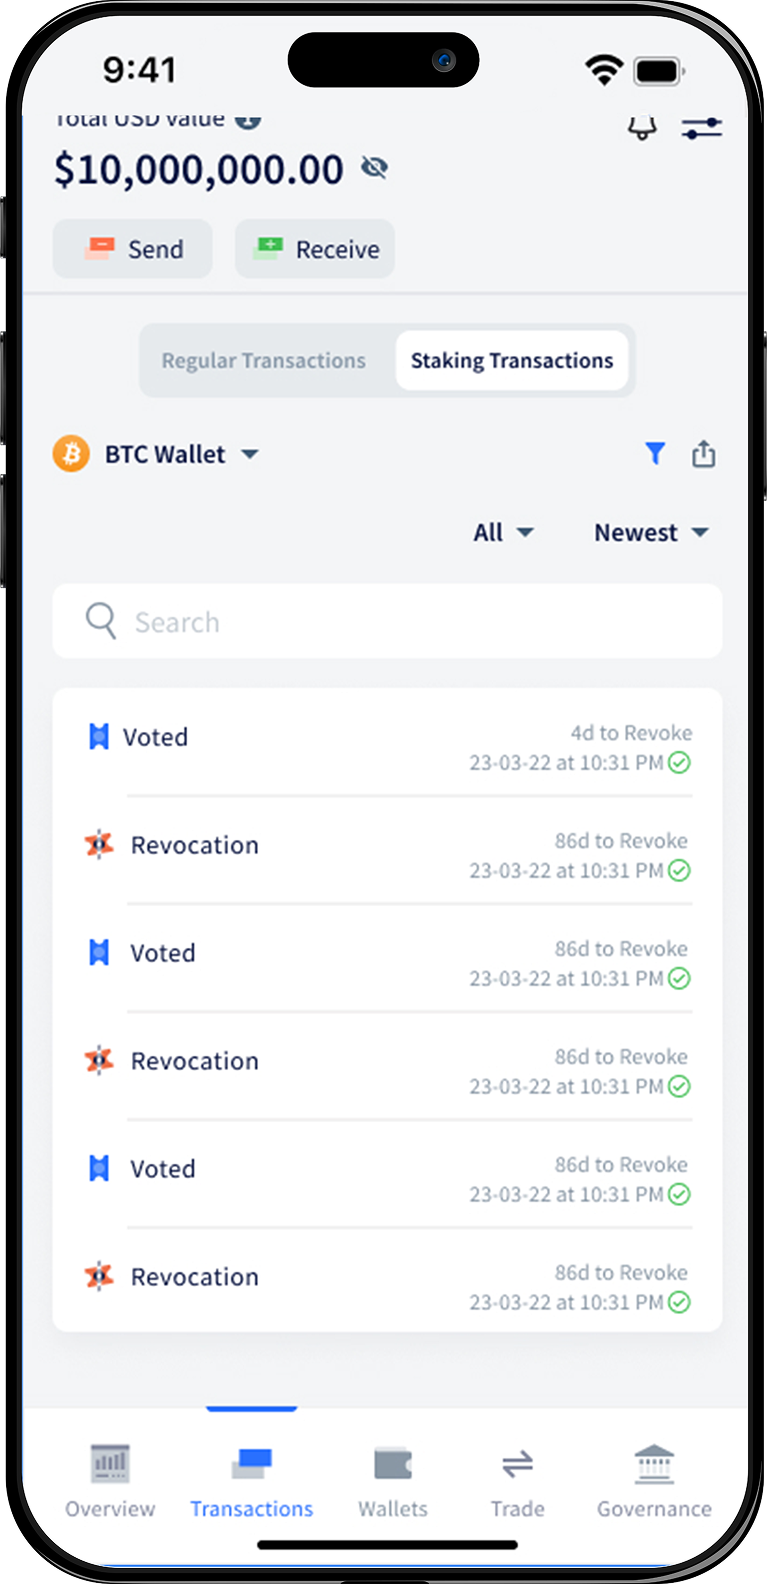 9:41
Total USD Value
$10,000,000.00
Send Receive
Regular Transactions Staking Transactions
BTC Wallet
All Newest
Search
Voted 4d to Revoke
23-03-22 at 10:31 PM
Revocation 86d to Revoke
23-03-22 at 10:31 PM
Voted 86d to Revoke
23-03-22 at 10:31 PM
Revocation 86d to Revoke
23-03-22 at 10:31 PM
Voted 86d to Revoke
23-03-22 at 10:31 PM
Revocation 86d to Revoke
23-03-22 at 10:31 PM
Overview Transactions Wallets Trade Governance